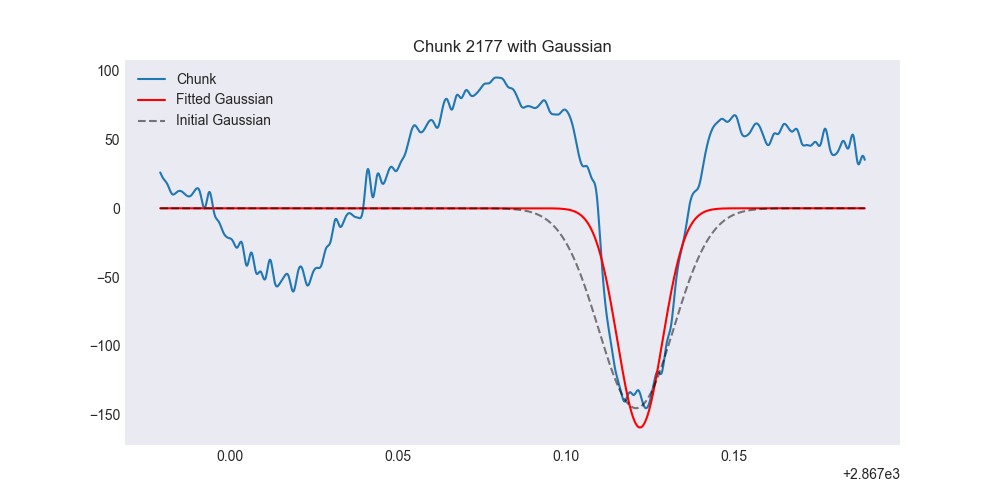 Chunk 2177 with Gaussian
Chunk
Fitted Gaussian
Initial Gaussian
100
50
0
−50
−100
−150
0.00
0.05
0.10
0.15
+2.867e3